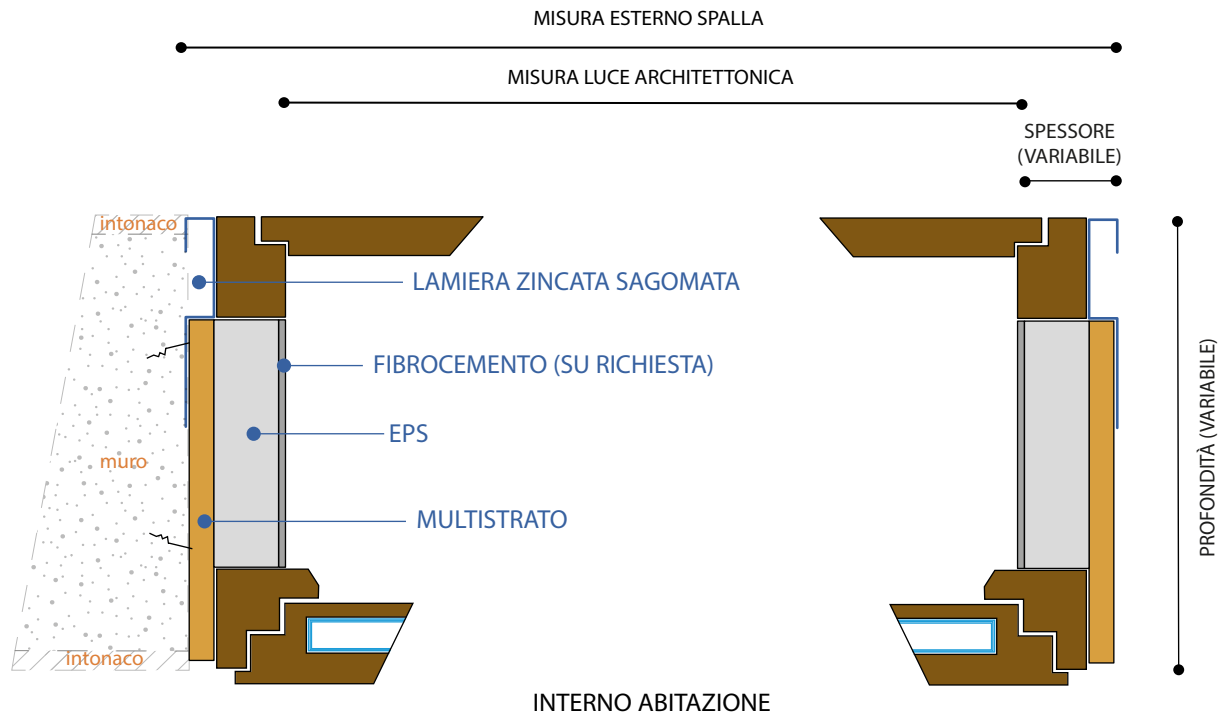 MISURA ESTERNO SPALLA
MISURA LUCE ARCHITETTONICA
SPESSORE
(VARIABILE)
intonaco
LAMIERA ZINCATA SAGOMATA
FIBROCEMENTO (SU RICHIESTA)
EPS
muro
MULTISTRATO
PROFONDITÀ (VARIABILE)
intonaco
INTERNO ABITAZIONE